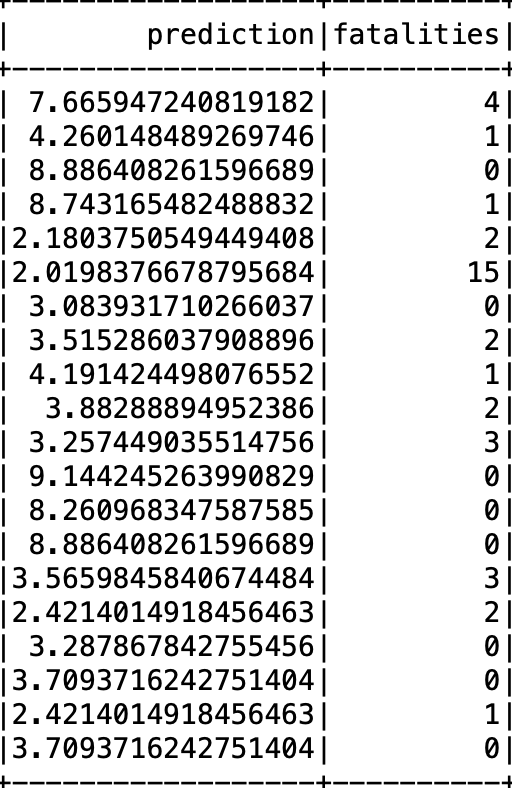 +------------------+----------+
|        prediction|fatalities|
+------------------+----------+
| 7.665947240819182|         4|
| 4.260148489269746|         1|
| 8.886408261596689|         0|
| 8.743165482488832|         1|
|2.1803750549449408|         2|
|2.0198376678795684|        15|
| 3.083931710266037|         0|
| 3.515286037908896|         2|
| 4.191424498076552|         1|
|  3.88288894952386|         2|
| 3.257449035514756|         3|
| 9.144245263990829|         0|
| 8.260968347587585|         0|
| 8.886408261596689|         0|
|3.5659845840674484|         3|
|2.4214014918456463|         2|
| 3.287867842755456|         0|
|3.7093716242751404|         0|
|2.4214014918456463|         1|
|3.7093716242751404|         0|
+------------------+----------+